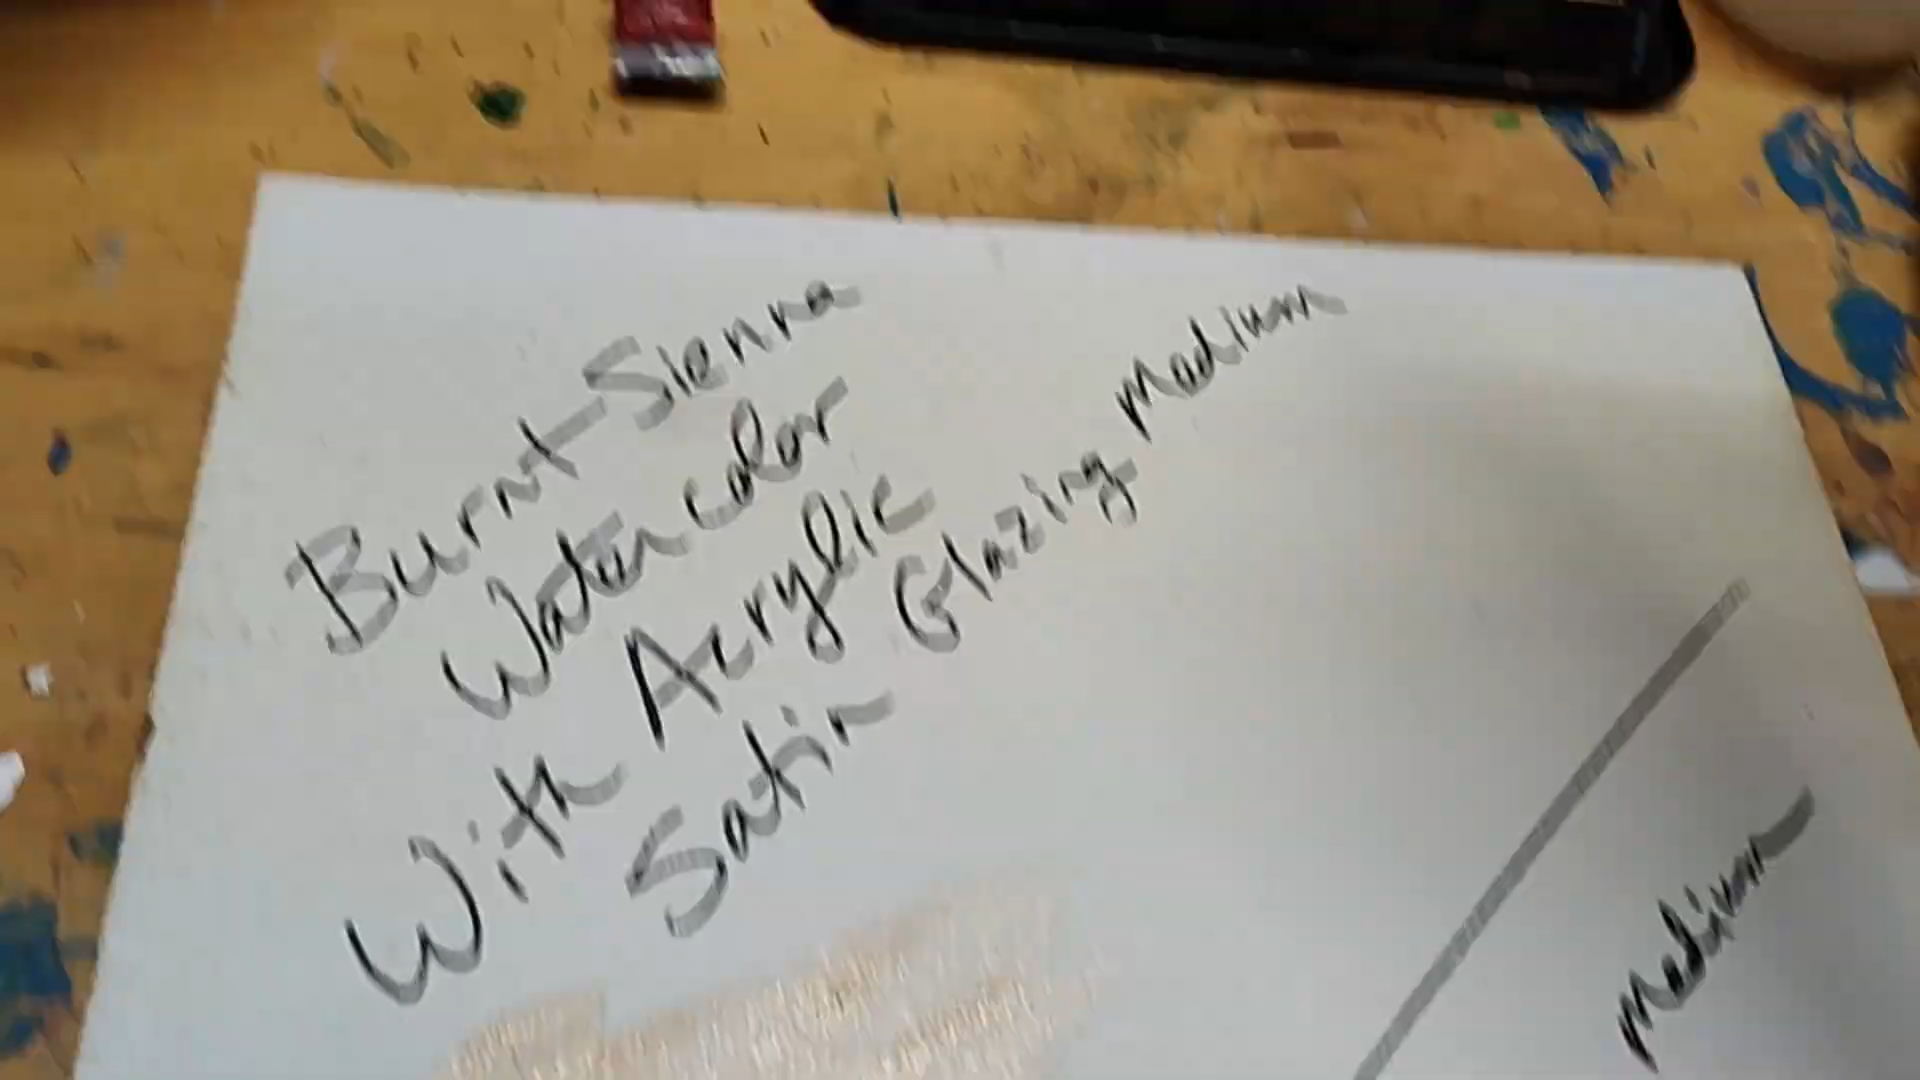 Burnt Sienna
Watercolor
With Acrylic
Satin Glazing Medium
Medium